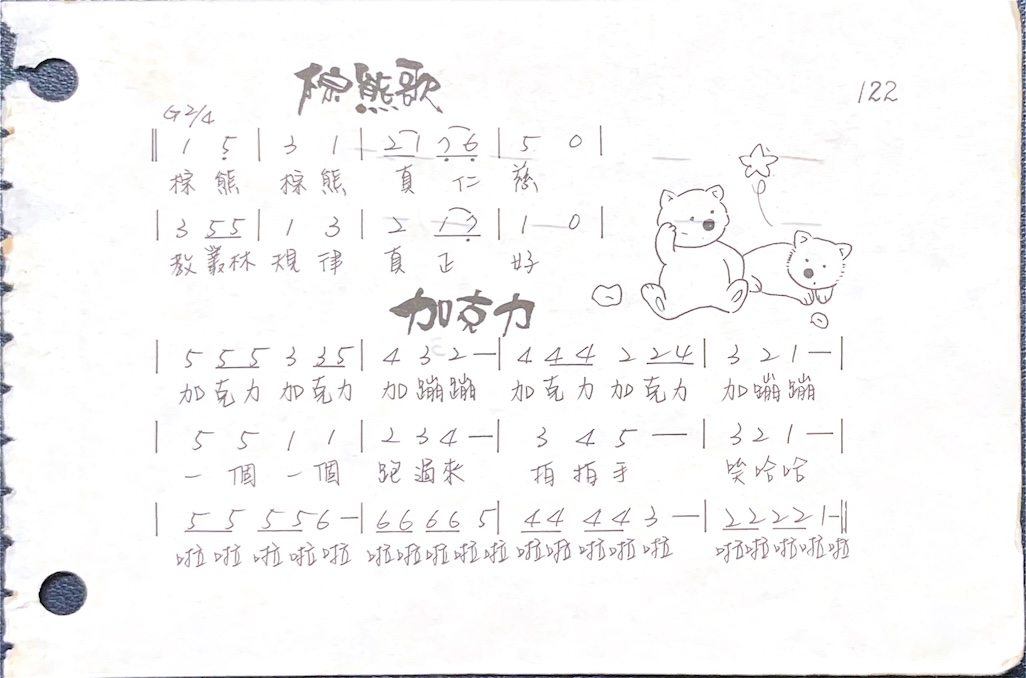 棕熊歌
122
G 2/4
‖ 1 5̣ | 3 1 | 2 1 7̣ 6̣ | 5 0 |
棕熊 棕熊 真仁慈
| 3 5 5 | 1 3 | 2 1 7̣ | 1 0 |
教叢林 規律 真正 好
加克力
| 5 5 5 3 3 5 | 4 3 2 — | 4 4 4 2 2 4 | 3 2 1 — |
加克力 加克力 加蹦蹦 加克力 加克力 加蹦蹦
| 5 5 1 1 | 2 3 4 — | 3 4 5 — | 3 2 1 — |
一個 一個 跑過來 拍拍手 笑哈哈
| 5 5 5 5 6 — | 6 6 6 6 5 | 4 4 4 4 3 — | 2 2 2 2 1 — ‖
啦啦 啦啦啦 啦啦啦啦啦 啦啦 啦啦啦 啦啦啦啦啦